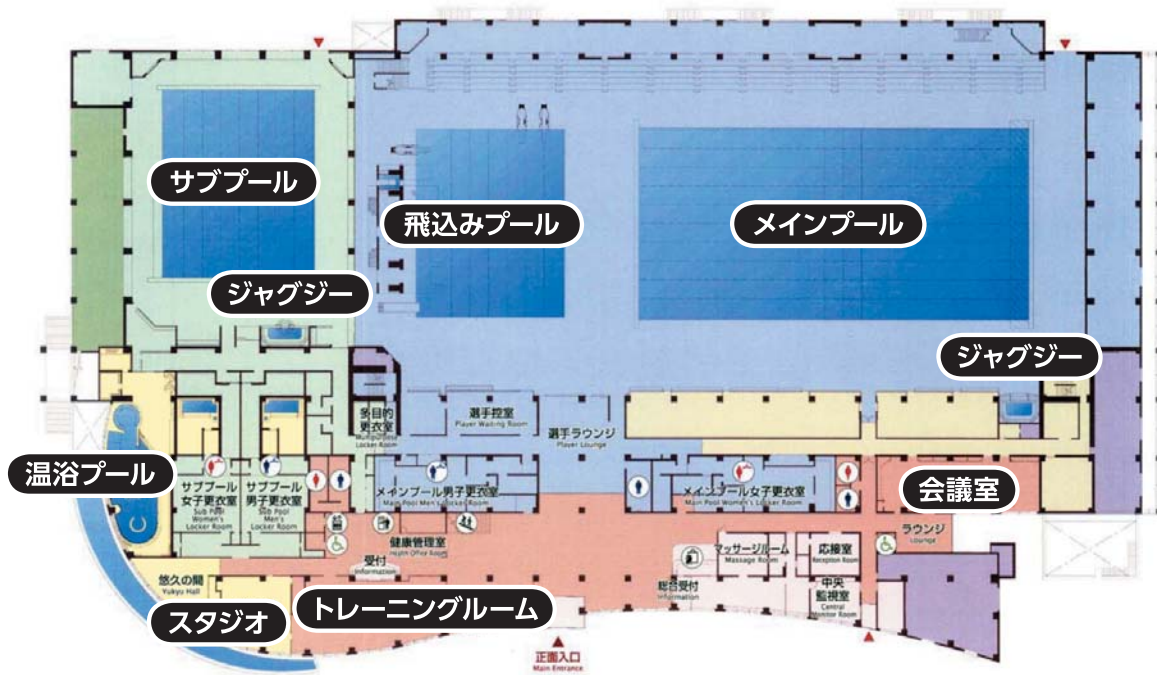 サブプール
飛込みプール
メインプール
ジャグジー
ジャグジー
多目的
更衣室
Multipurpose
Locker Room
選手控室
Player Waiting Room
選手ラウンジ
Player Lounge
温浴プール
サブプール
女子更衣室
Sub Pool
Women's
Locker Room
サブプール
男子更衣室
Sub Pool
Men's
Locker Room
メインプール男子更衣室
Main Pool Men's Locker Room
メインプール女子更衣室
Main Pool Women's Locker Room
会議室
健康管理室
Health Office Room
受付
Information
ラウンジ
Lounge
マッサージルーム
Massage Room
応接室
Reception Room
悠久の間
Yukyu Hall
総合受付
Information
中央
監視室
Central
Monitor Room
スタジオ
トレーニングルーム
正面入口
Main Entrance